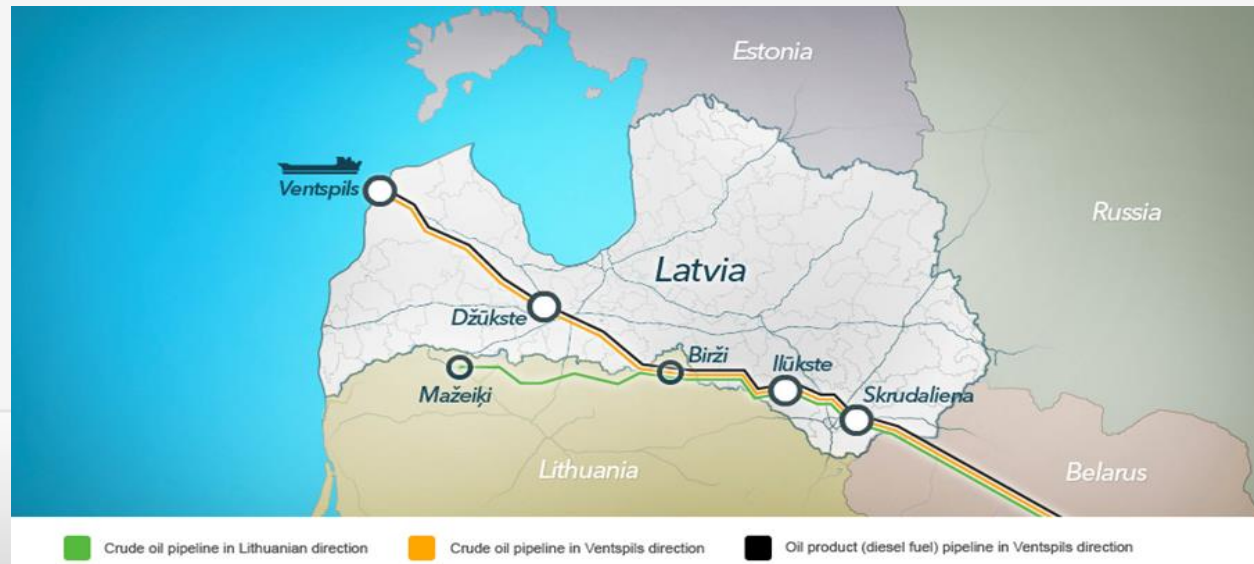 Estonia
Ventspils
Russia
Latvia
Džūkste
Birži
Ilūkste
Mažeiķi
Skrudaliena
Lithuania
Belarus
Crude oil pipeline in Lithuanian direction
Crude oil pipeline in Ventspils direction
Oil product (diesel fuel) pipeline in Ventspils direction